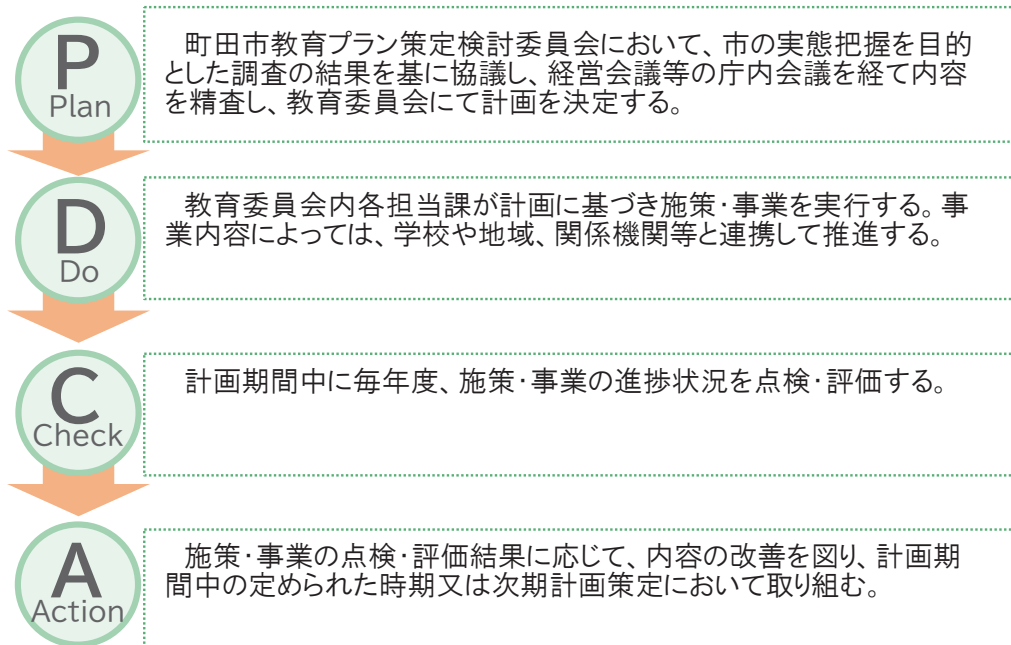 P
Plan
町田市教育プラン策定検討委員会において、市の実態把握を目的
とした調査の結果を基に協議し、経営会議等の庁内会議を経て内容
を精査し、教育委員会にて計画を決定する。
D
Do
教育委員会内各担当課が計画に基づき施策・事業を実行する。事
業内容によっては、学校や地域、関係機関等と連携して推進する。
C
Check
計画期間中に毎年度、施策・事業の進捗状況を点検・評価する。
A
Action
施策・事業の点検・評価結果に応じて、内容の改善を図り、計画期
間中の定められた時期又は次期計画策定において取り組む。